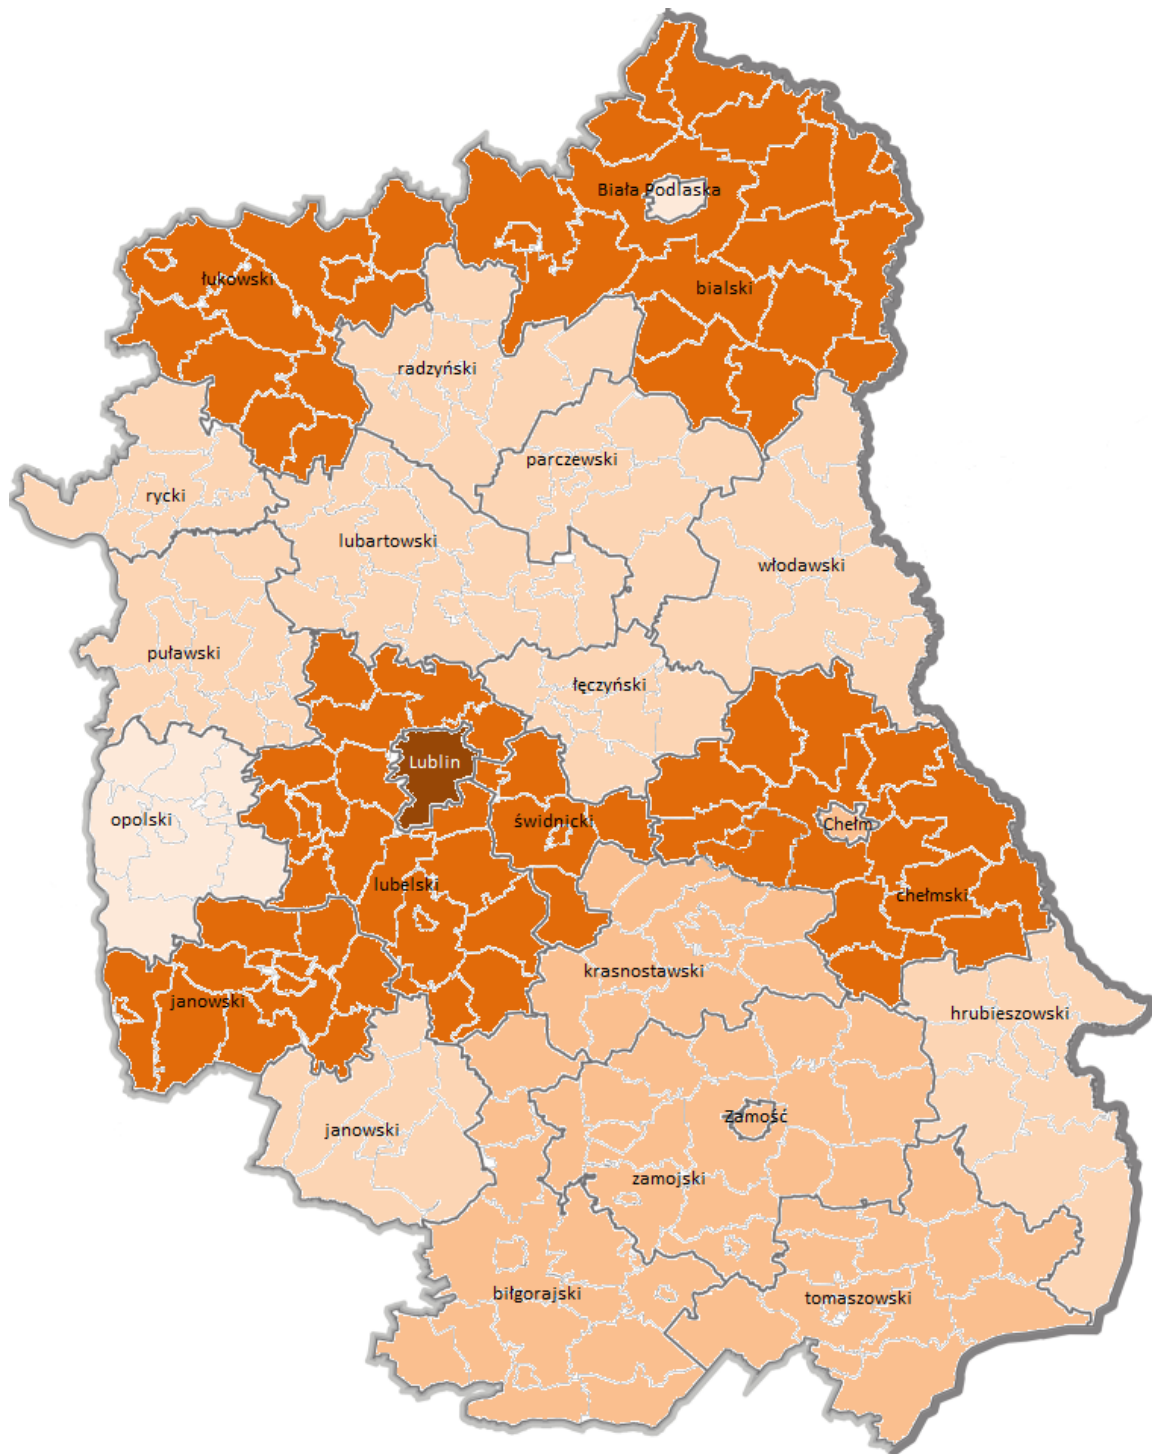 Biała Podlaska
łukowski
bialski
radzyński
parczewski
rycki
lubartowski
włodawski
puławski
łęczyński
Lublin
opolski
świdnicki
Chełm
lubelski
chełmski
krasnostawski
janowski
hrubieszowski
Zamość
janowski
zamojski
biłgorajski
tomaszowski